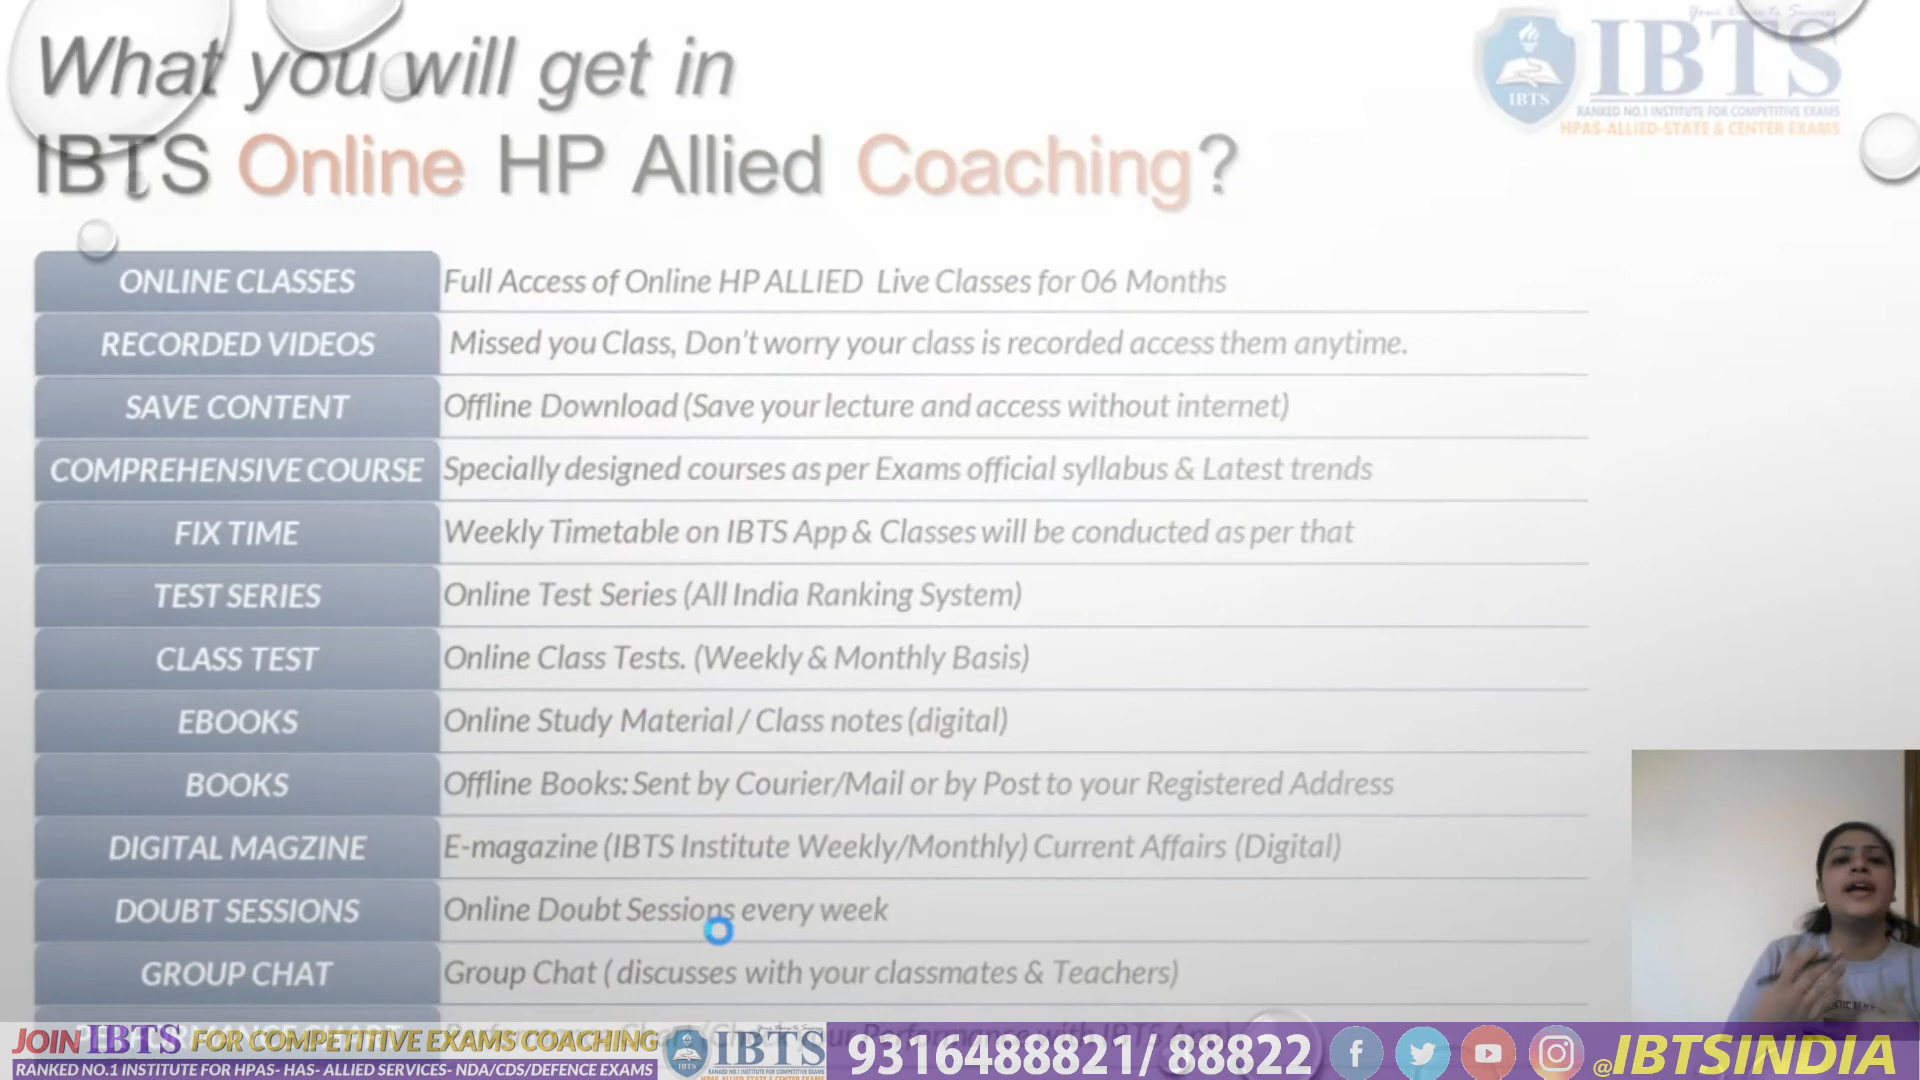 What you will get in
IBTS Online HP Allied Coaching?
IBTS
IBTS
RANKED NO.1 INSTITUTE FOR COMPETITIVE EXAMS
HPAS-ALLIED-STATE & CENTER EXAMS
ONLINE CLASSES Full Access of Online HP ALLIED Live Classes for 06 Months
RECORDED VIDEOS Missed you Class, Don't worry your class is recorded access them anytime.
SAVE CONTENT Offline Download (Save your lecture and access without internet)
COMPREHENSIVE COURSE Specially designed courses as per Exams official syllabus & Latest trends
FIX TIME Weekly Timetable on IBTS App & Classes will be conducted as per that
TEST SERIES Online Test Series (All India Ranking System)
CLASS TEST Online Class Tests. (Weekly & Monthly Basis)
EBOOKS Online Study Material / Class notes (digital)
BOOKS Offline Books: Sent by Courier/Mail or by Post to your Registered Address
DIGITAL MAGZINE E-magazine (IBTS Institute Weekly/Monthly) Current Affairs (Digital)
DOUBT SESSIONS Online Doubt Sessions every week
GROUP CHAT Group Chat ( discusses with your classmates & Teachers)
JOIN IBTS FOR COMPETITIVE EXAMS COACHING
RANKED NO.1 INSTITUTE FOR HPAS- HAS- ALLIED SERVICES- NDA/CDS/DEFENCE EXAMS
IBTS
IBTS
9316488821/ 88822
@IBTSINDIA